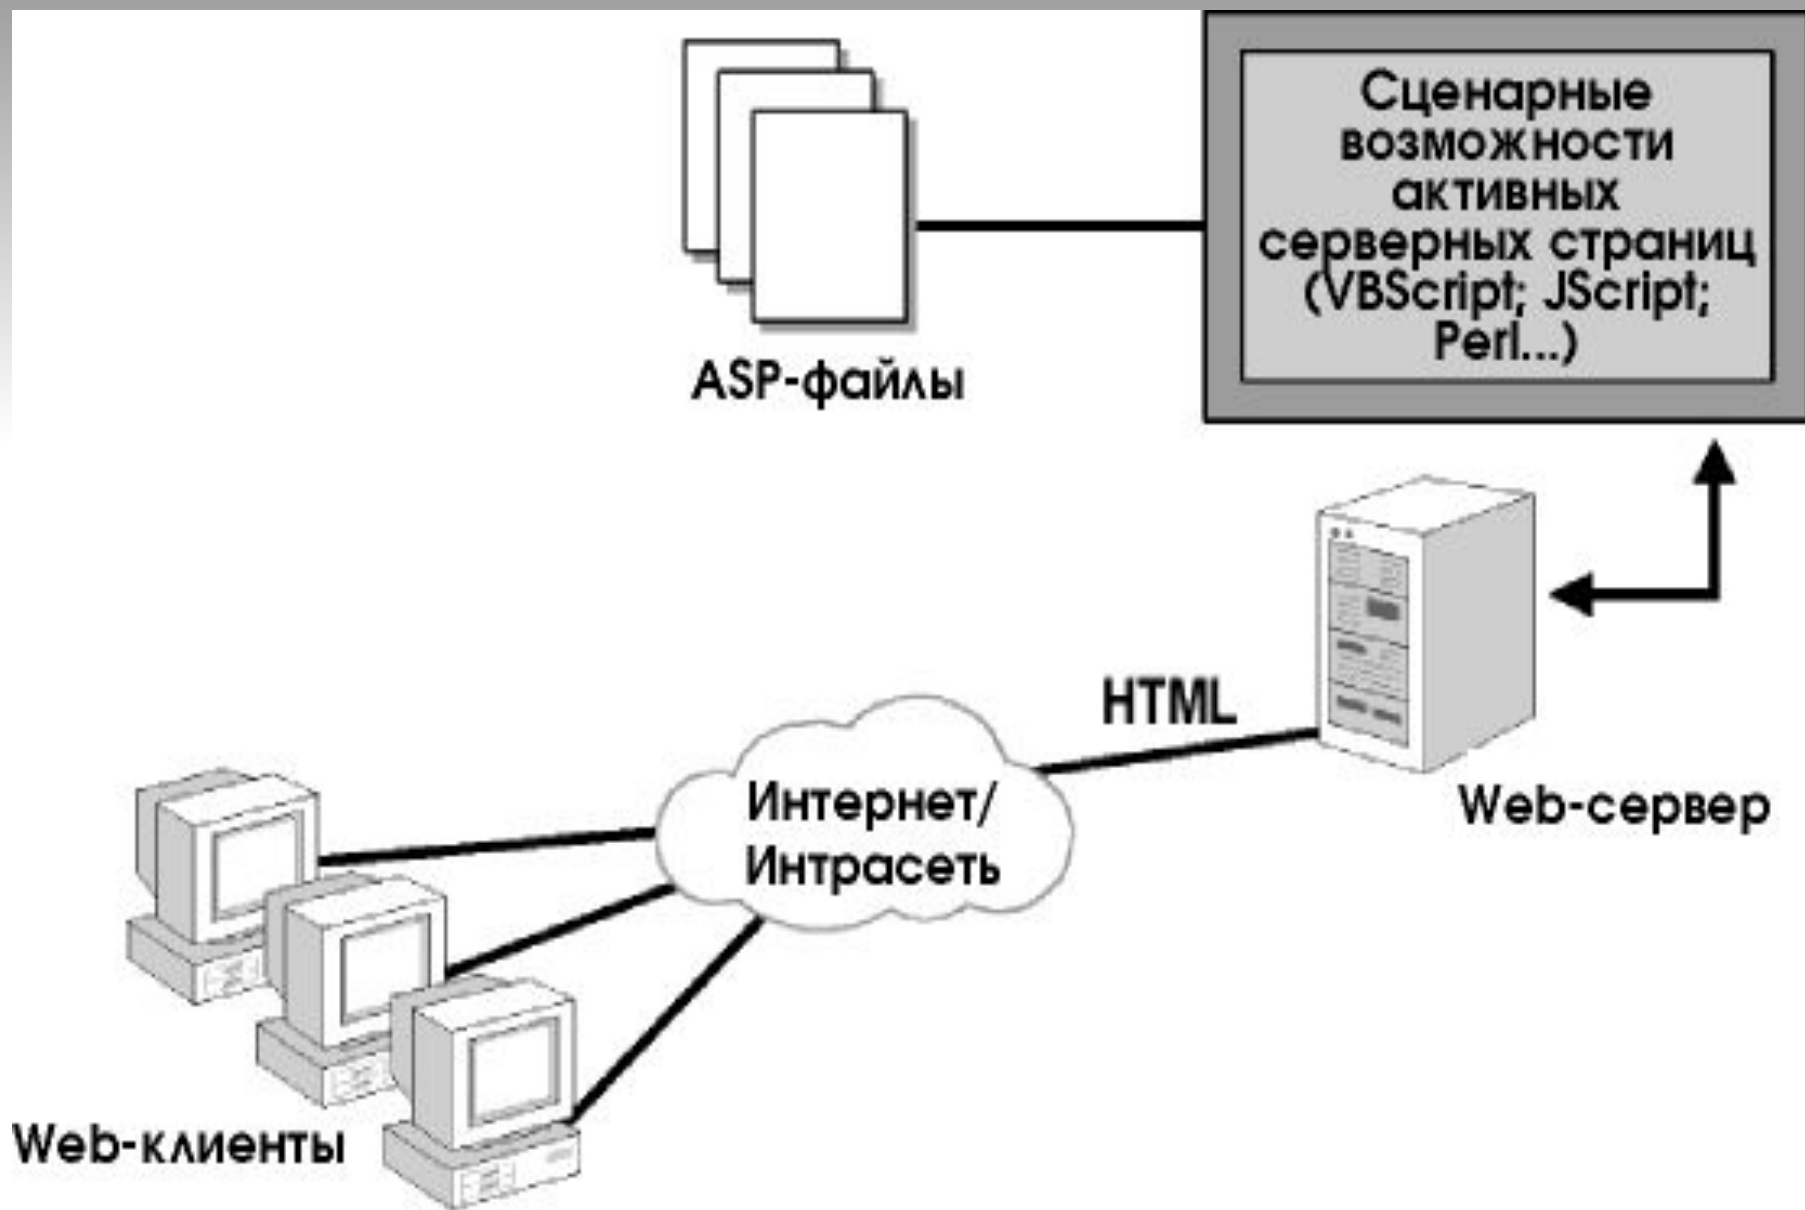 Сценарные
возможности
активных
серверных страниц
(VBScript; JScript;
Perl...)
ASP-файлы
HTML
Интернет/
Интрасеть
Web-сервер
Web-клиенты